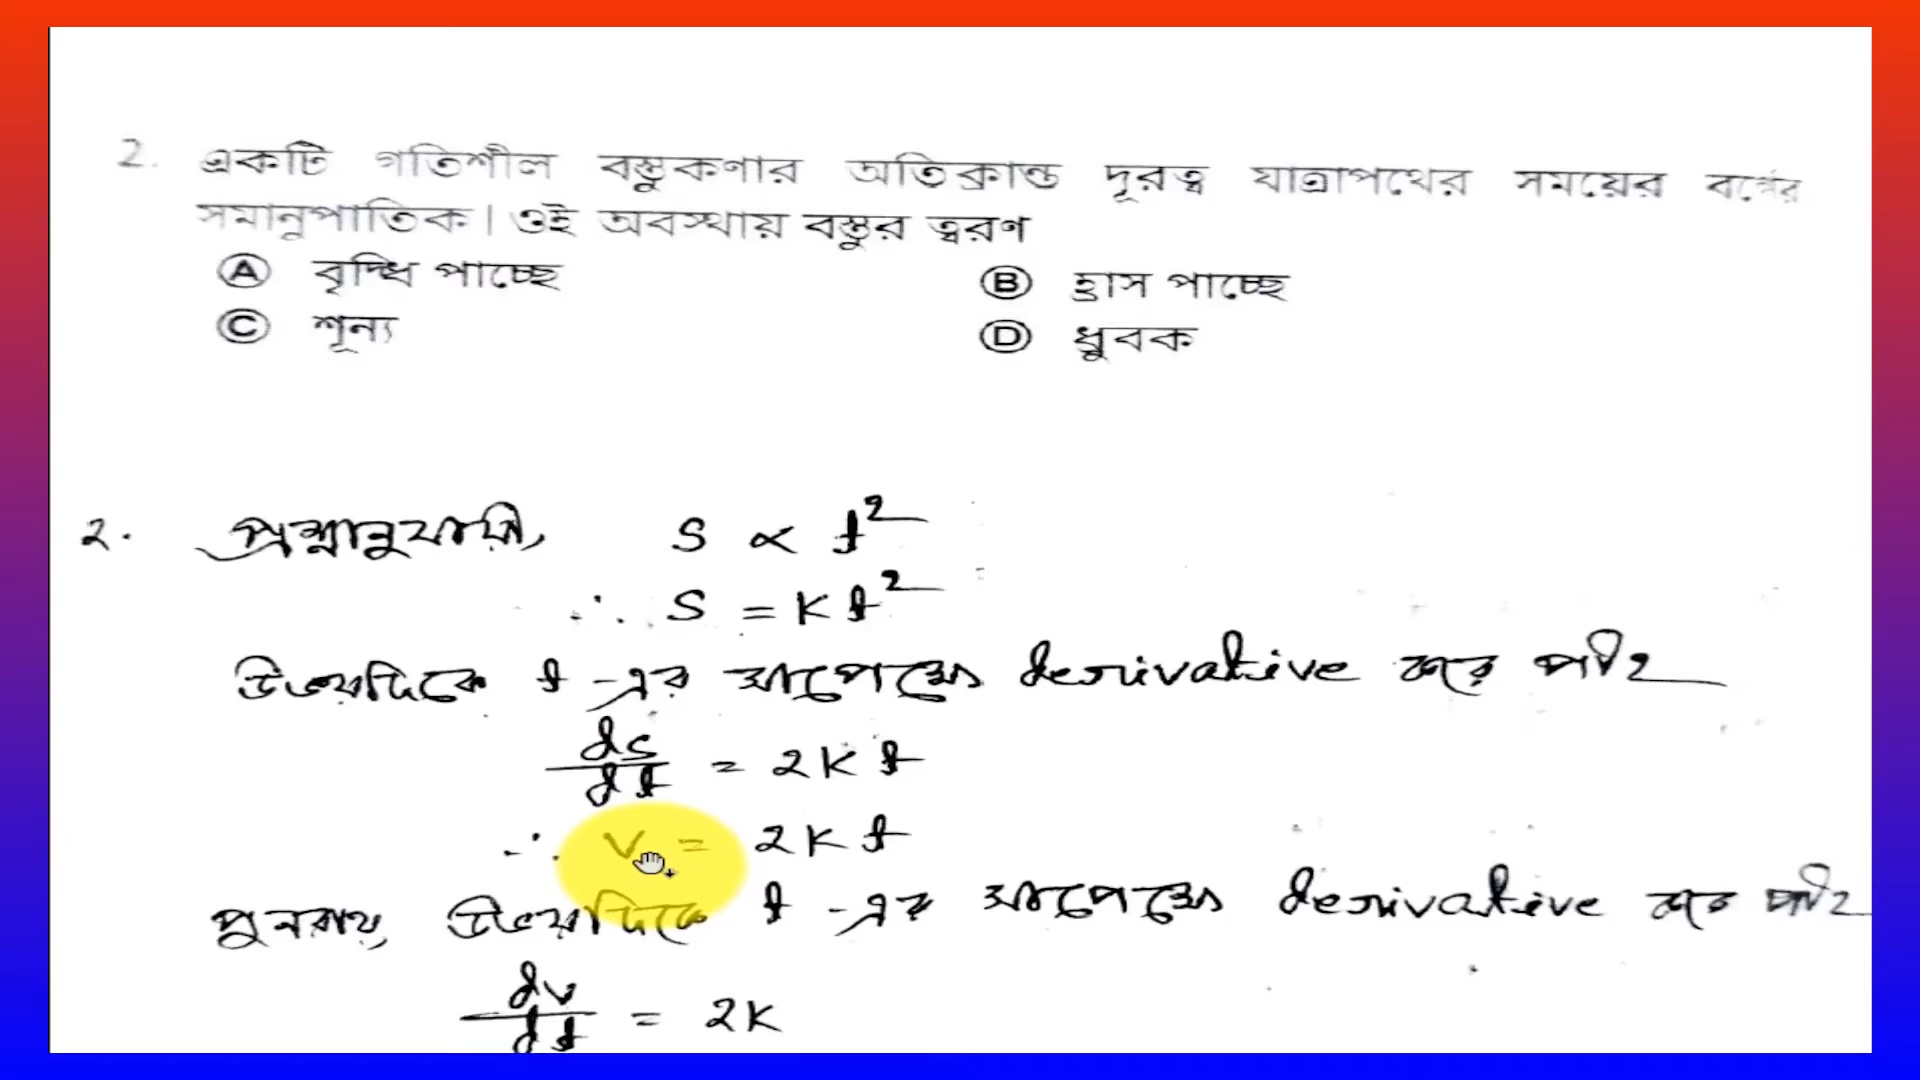 2. একটি গতিশীল বস্তুকণার অতিক্রান্ত দূরত্ব যাত্রাপথের সময়ের বর্গের
সমানুপাতিক। ওই অবস্থায় বস্তুর ত্বরণ
Ⓐ বৃদ্ধি পাচ্ছে Ⓑ হ্রাস পাচ্ছে
Ⓒ শূন্য Ⓓ ধ্রুবক
2. প্রশ্নানুযায়ী, S ∝ t²
∴ S = Kt²
উভয়দিকে t -এর সাপেক্ষে derivative করে পাই
ds/dt = 2Kt
∴ V = 2Kt
পুনরায়, উভয়দিকে t -এর সাপেক্ষে derivative করে পাই
dv/dt = 2K